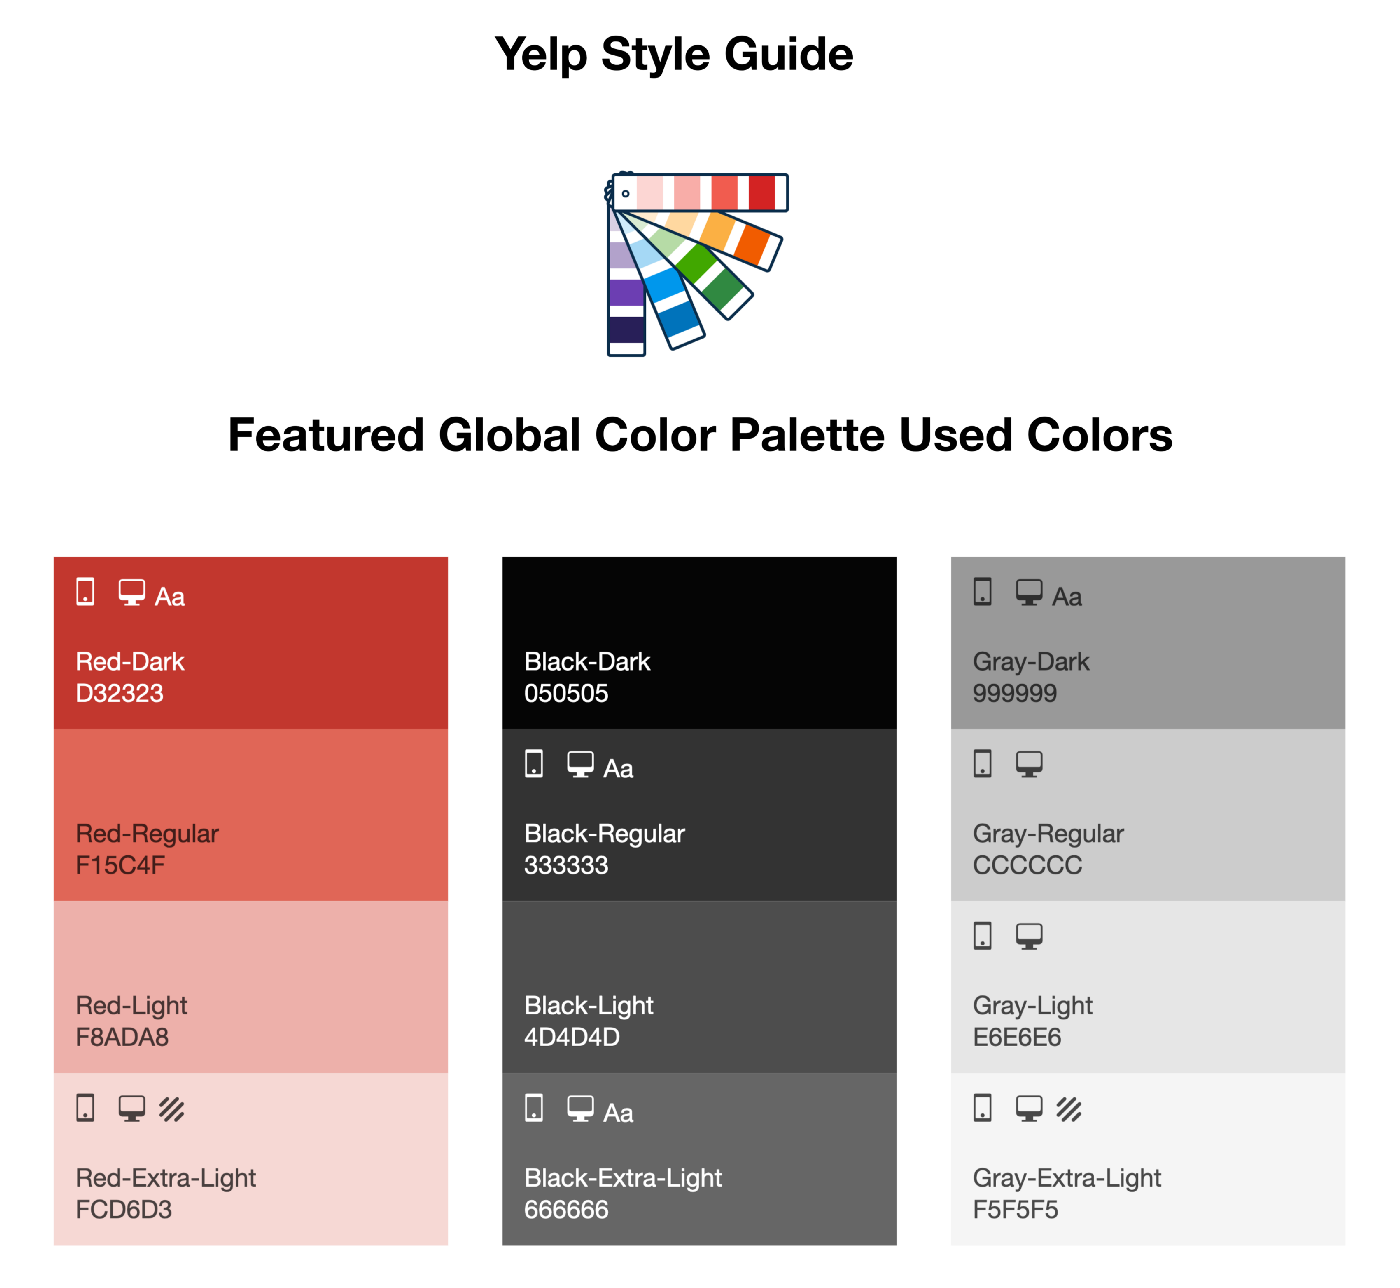 Yelp Style Guide
Featured Global Color Palette Used Colors
Aa
Red-Dark
D32323
Red-Regular
F15C4F
Red-Light
F8ADA8
Red-Extra-Light
FCD6D3
Black-Dark
050505
Aa
Black-Regular
333333
Black-Light
4D4D4D
Aa
Black-Extra-Light
666666
Aa
Gray-Dark
999999
Gray-Regular
CCCCCC
Gray-Light
E6E6E6
Gray-Extra-Light
F5F5F5